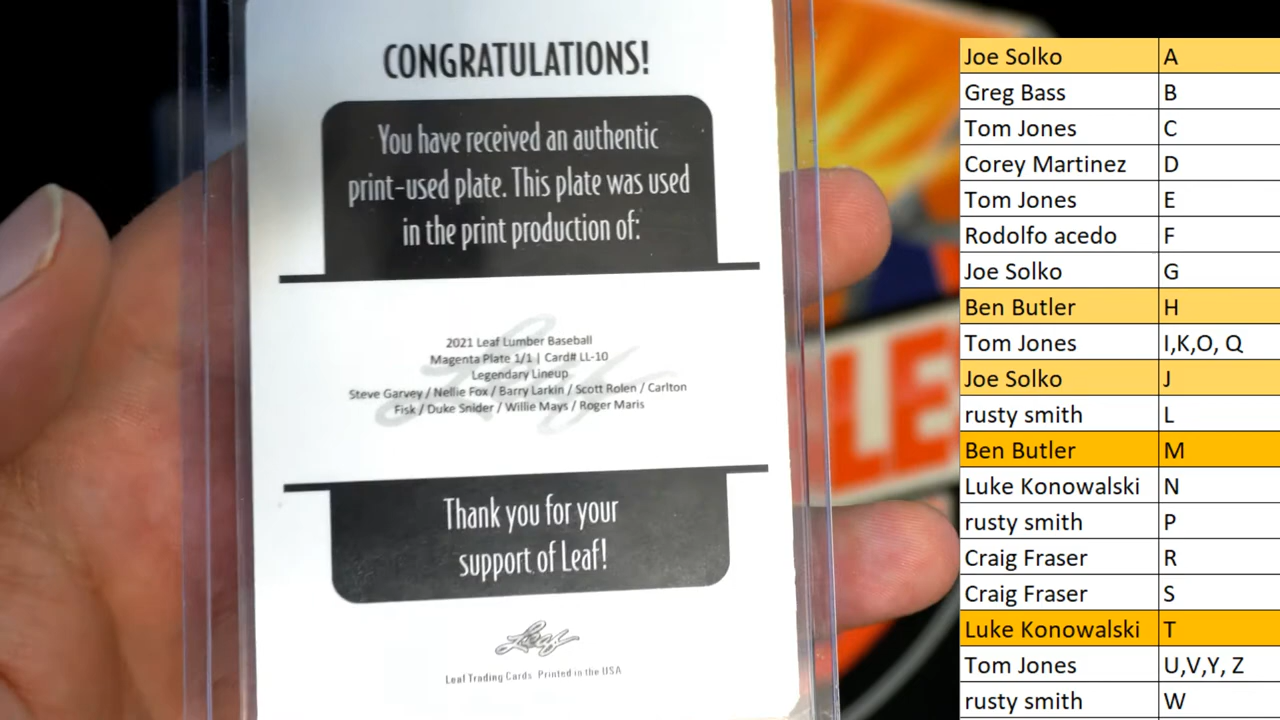 CONGRATULATIONS!
You have received an authentic
print-used plate. This plate was used
in the print production of:
2021 Leaf Lumber Baseball
Magenta Plate 1/1 | Card# LL-10
Legendary Lineup
Steve Garvey / Nellie Fox / Barry Larkin / Scott Rolen / Carlton
Fisk / Duke Snider / Willie Mays / Roger Maris
Thank you for your
support of Leaf!
Leaf
Leaf Trading Cards. Printed in the USA
LE
Joe Solko A
Greg Bass B
Tom Jones C
Corey Martinez D
Tom Jones E
Rodolfo acedo F
Joe Solko G
Ben Butler H
Tom Jones I,K,O, Q
Joe Solko J
rusty smith L
Ben Butler M
Luke Konowalski N
rusty smith P
Craig Fraser R
Craig Fraser S
Luke Konowalski T
Tom Jones U,V,Y, Z
rusty smith W